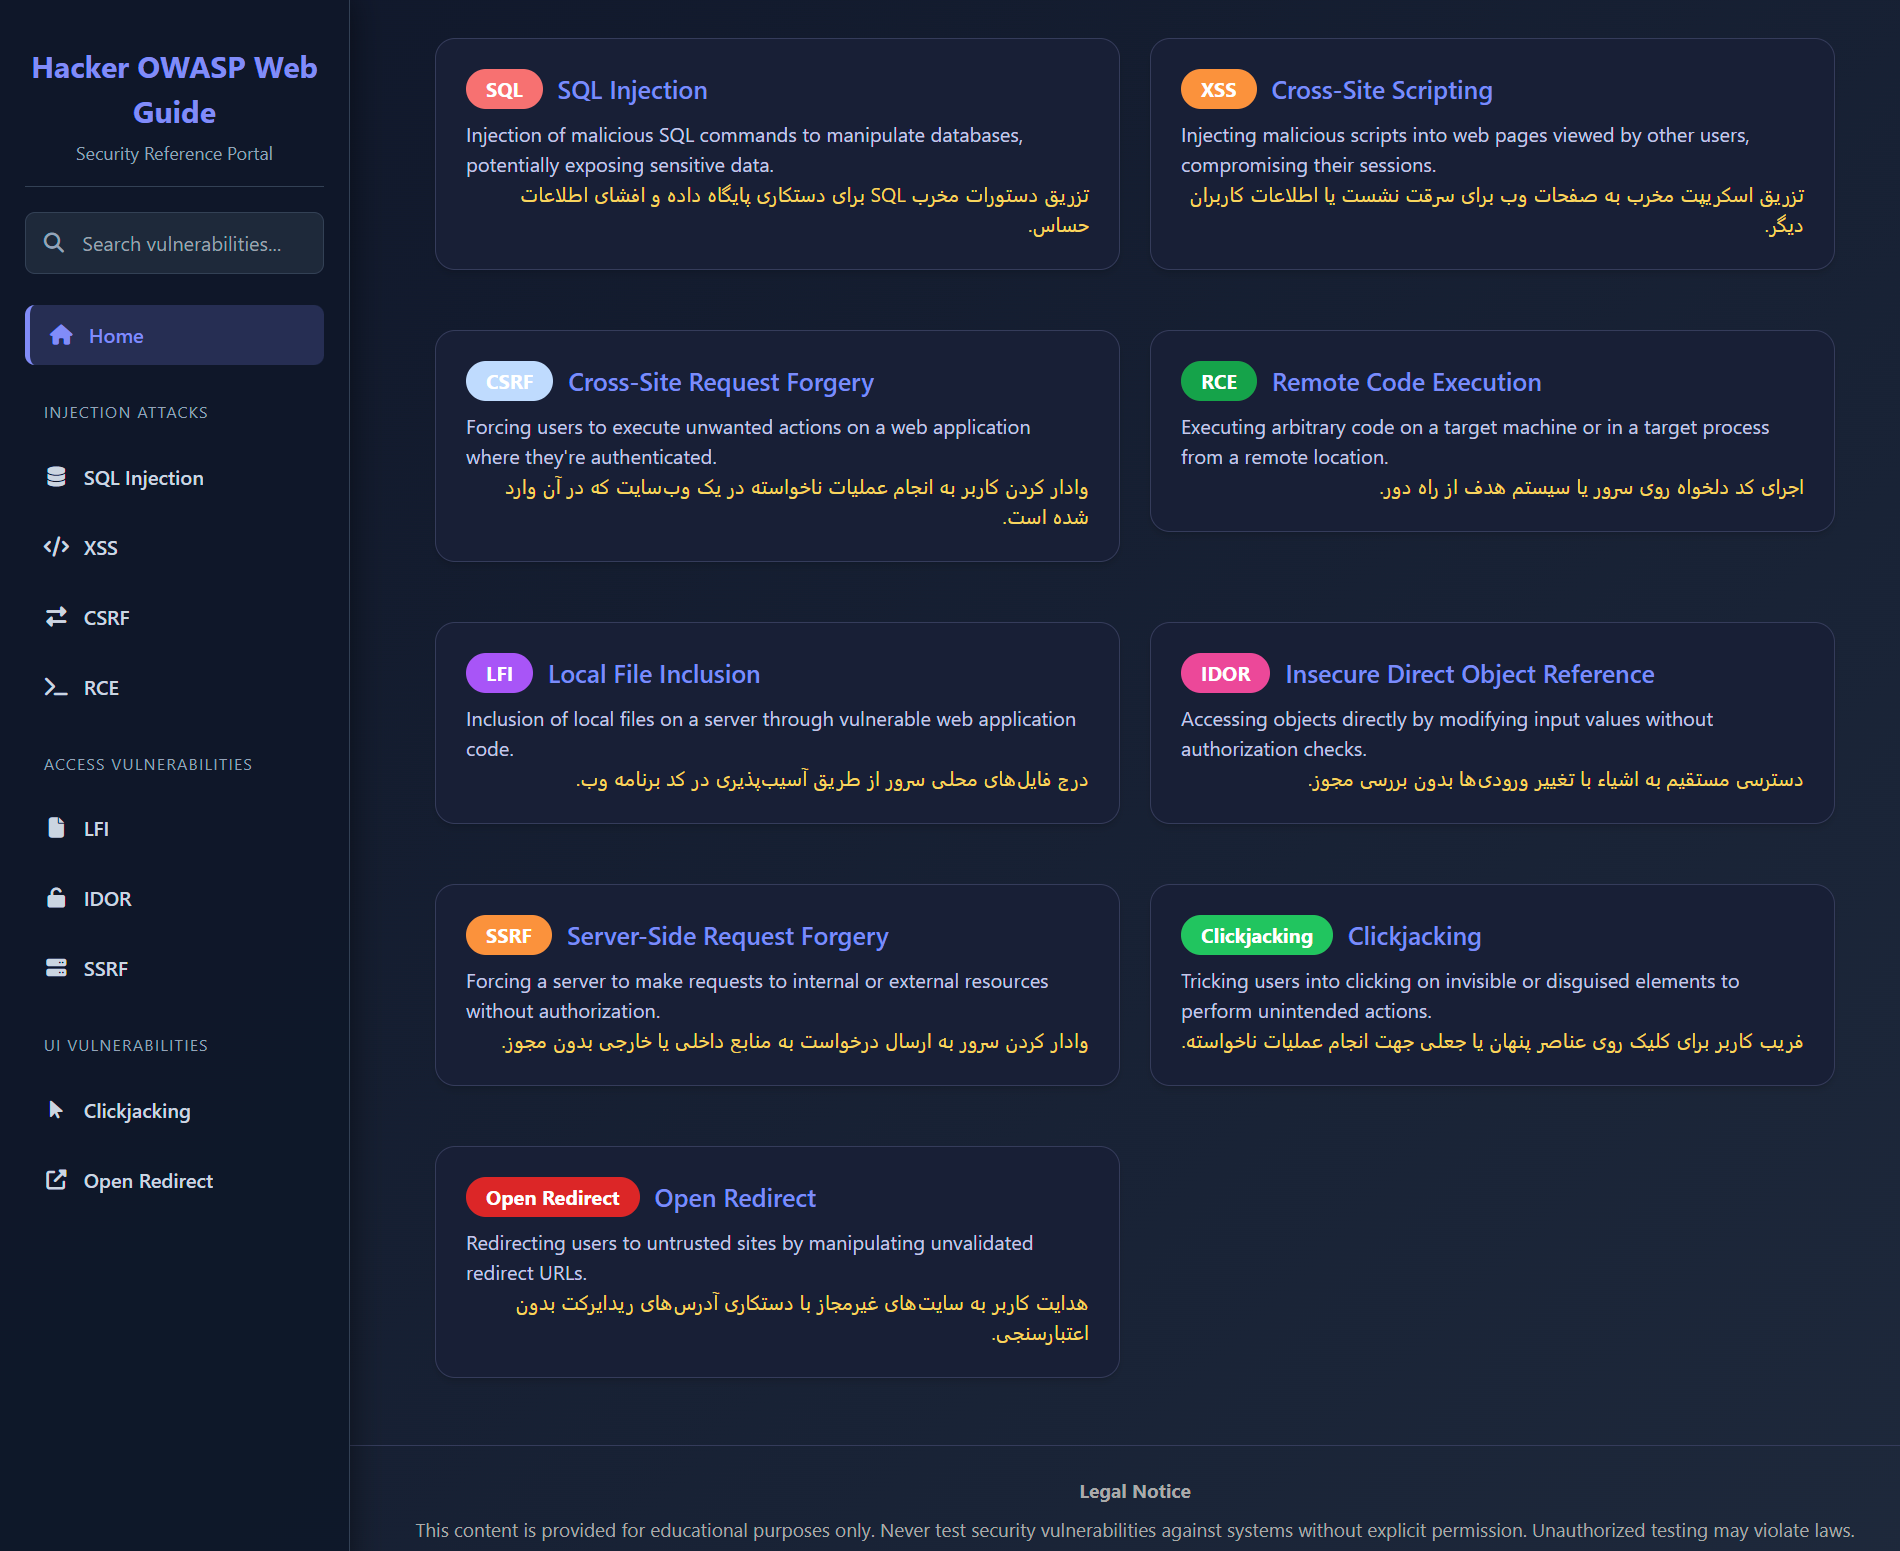 Hacker OWASP Web
Guide
Security Reference Portal
Search vulnerabilities...
Home
INJECTION ATTACKS
SQL Injection
XSS
CSRF
RCE
ACCESS VULNERABILITIES
LFI
IDOR
SSRF
UI VULNERABILITIES
Clickjacking
Open Redirect
SQL SQL Injection
Injection of malicious SQL commands to manipulate databases,
potentially exposing sensitive data.
تزریق دستورات مخرب SQL برای دستکاری پایگاه داده و افشای اطلاعات
حساس.
XSS Cross-Site Scripting
Injecting malicious scripts into web pages viewed by other users,
compromising their sessions.
تزریق اسکریپت مخرب به صفحات وب برای سرقت نشست یا اطلاعات کاربران
دیگر.
CSRF Cross-Site Request Forgery
Forcing users to execute unwanted actions on a web application
where they're authenticated.
وادار کردن کاربر به انجام عملیات ناخواسته در یک وب‌سایت که در آن وارد
شده است.
RCE Remote Code Execution
Executing arbitrary code on a target machine or in a target process
from a remote location.
اجرای کد دلخواه روی سرور یا سیستم هدف از راه دور.
LFI Local File Inclusion
Inclusion of local files on a server through vulnerable web application
code.
درج فایل‌های محلی سرور از طریق آسیب‌پذیری در کد برنامه وب.
IDOR Insecure Direct Object Reference
Accessing objects directly by modifying input values without
authorization checks.
دسترسی مستقیم به اشیاء با تغییر ورودی‌ها بدون بررسی مجوز.
SSRF Server-Side Request Forgery
Forcing a server to make requests to internal or external resources
without authorization.
وادار کردن سرور به ارسال درخواست به منابع داخلی یا خارجی بدون مجوز.
Clickjacking Clickjacking
Tricking users into clicking on invisible or disguised elements to
perform unintended actions.
فریب کاربر برای کلیک روی عناصر پنهان یا جعلی جهت انجام عملیات ناخواسته.
Open Redirect Open Redirect
Redirecting users to untrusted sites by manipulating unvalidated
redirect URLs.
هدایت کاربر به سایت‌های غیرمجاز با دستکاری آدرس‌های ریدایرکت بدون
اعتبارسنجی.
Legal Notice
This content is provided for educational purposes only. Never test security vulnerabilities against systems without explicit permission. Unauthorized testing may violate laws.